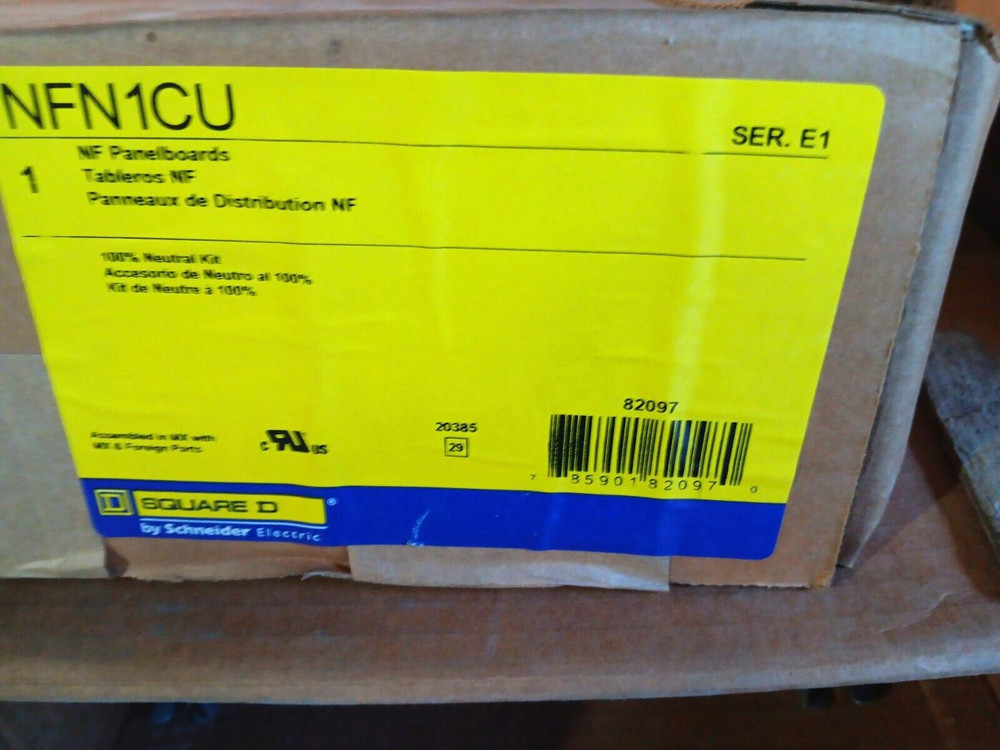 NFN1CU
SER. E1
1
NF Panelboards
Tableros NF
Panneaux de Distribution NF
100% Neutral Kit
Accesorio de Neutro al 100%
Kit de Neutre à 100%
82097
Assembled in MX with
MX & Foreign Parts
c RU US
20385
29
7 85901 82097 0
D SQUARE D ®
by Schneider Electric